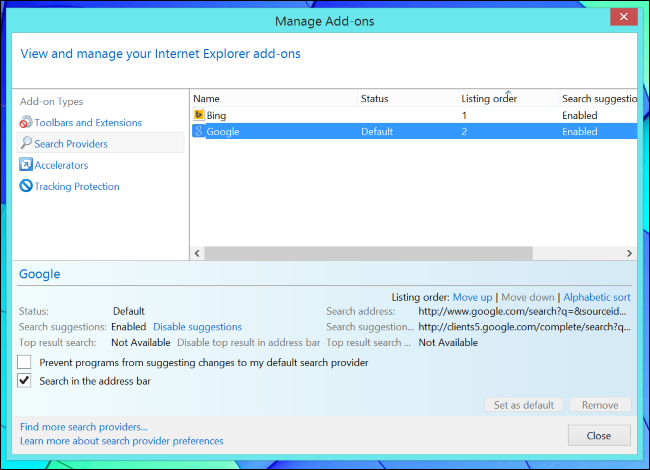 Manage Add-ons
View and manage your Internet Explorer add-ons
Add-on Types
Toolbars and Extensions
Search Providers
Accelerators
Tracking Protection
Name Status Listing order Search suggestio
Bing 1 Enabled
Google Default 2 Enabled
Google
Listing order: Move up | Move down | Alphabetic sort
Status: Default Search address: http://www.google.com/search?q=&sourceid...
Search suggestions: Enabled Disable suggestions Search suggestion... http://clients5.google.com/complete/search?q...
Top result search: Not Available Disable top result in address bar Top result search ... Not Available
Prevent programs from suggesting changes to my default search provider
Search in the address bar
Set as default Remove
Find more search providers...
Learn more about search provider preferences
Close